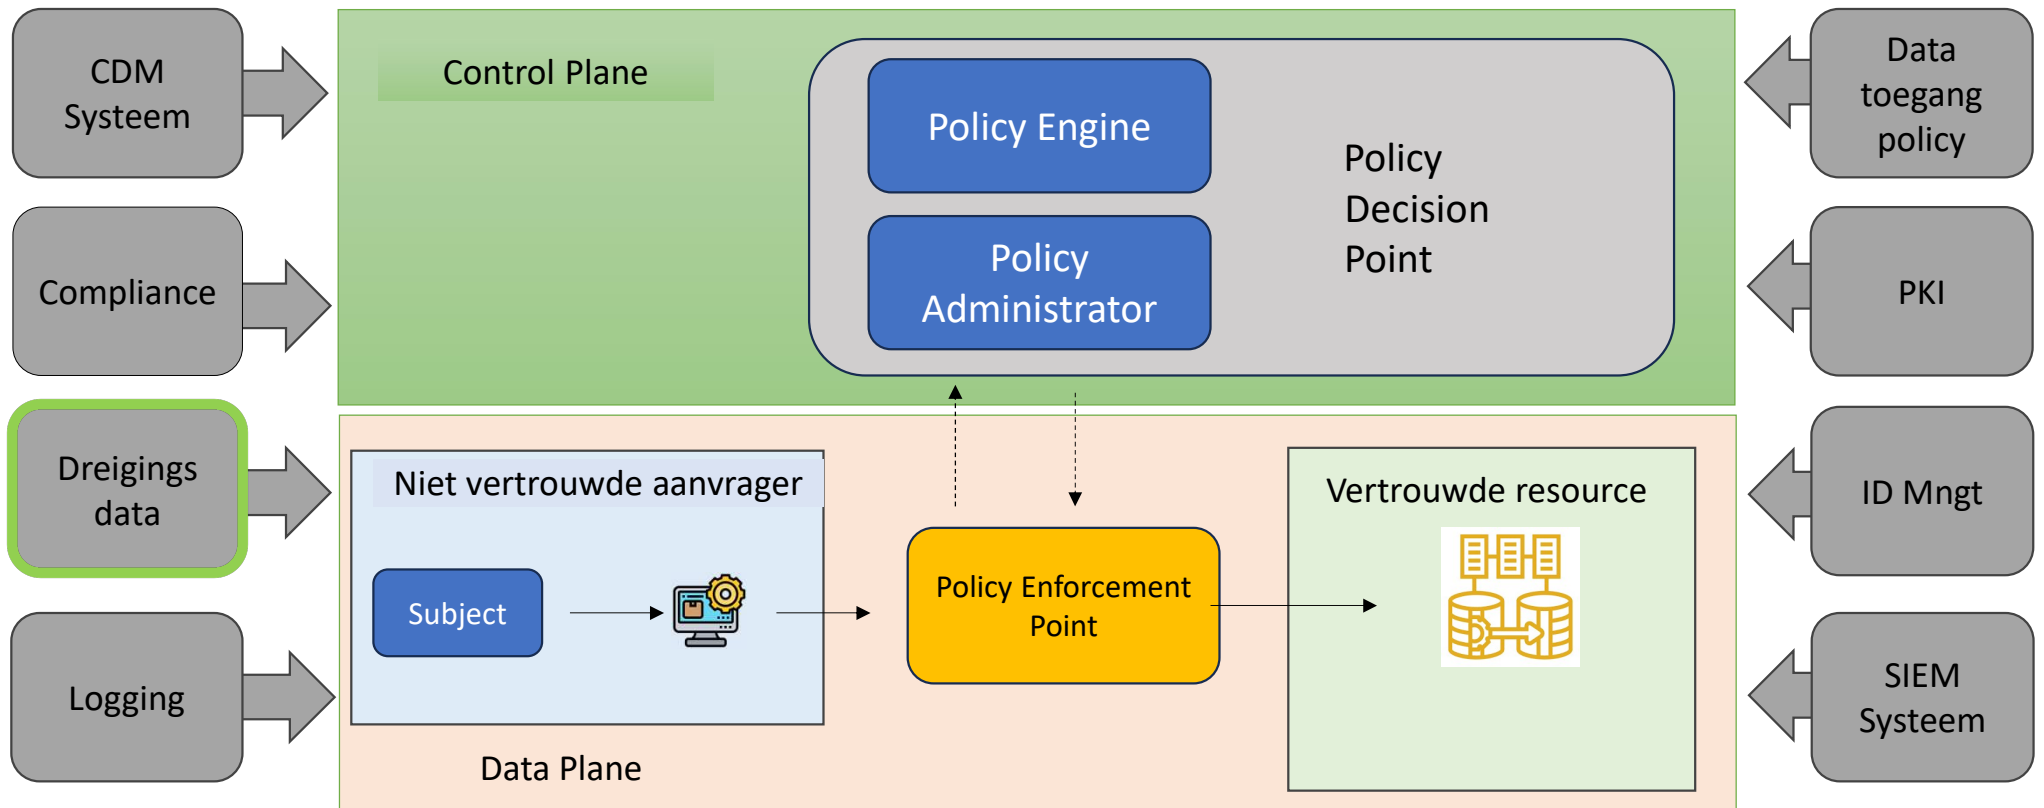 CDM
Systeem
Compliance
Dreigings
data
Logging
Control Plane
Policy Engine
Policy
Administrator
Policy
Decision
Point
Niet vertrouwde aanvrager
Subject
Policy Enforcement
Point
Vertrouwde resource
Data Plane
Data
toegang
policy
PKI
ID Mngt
SIEM
Systeem